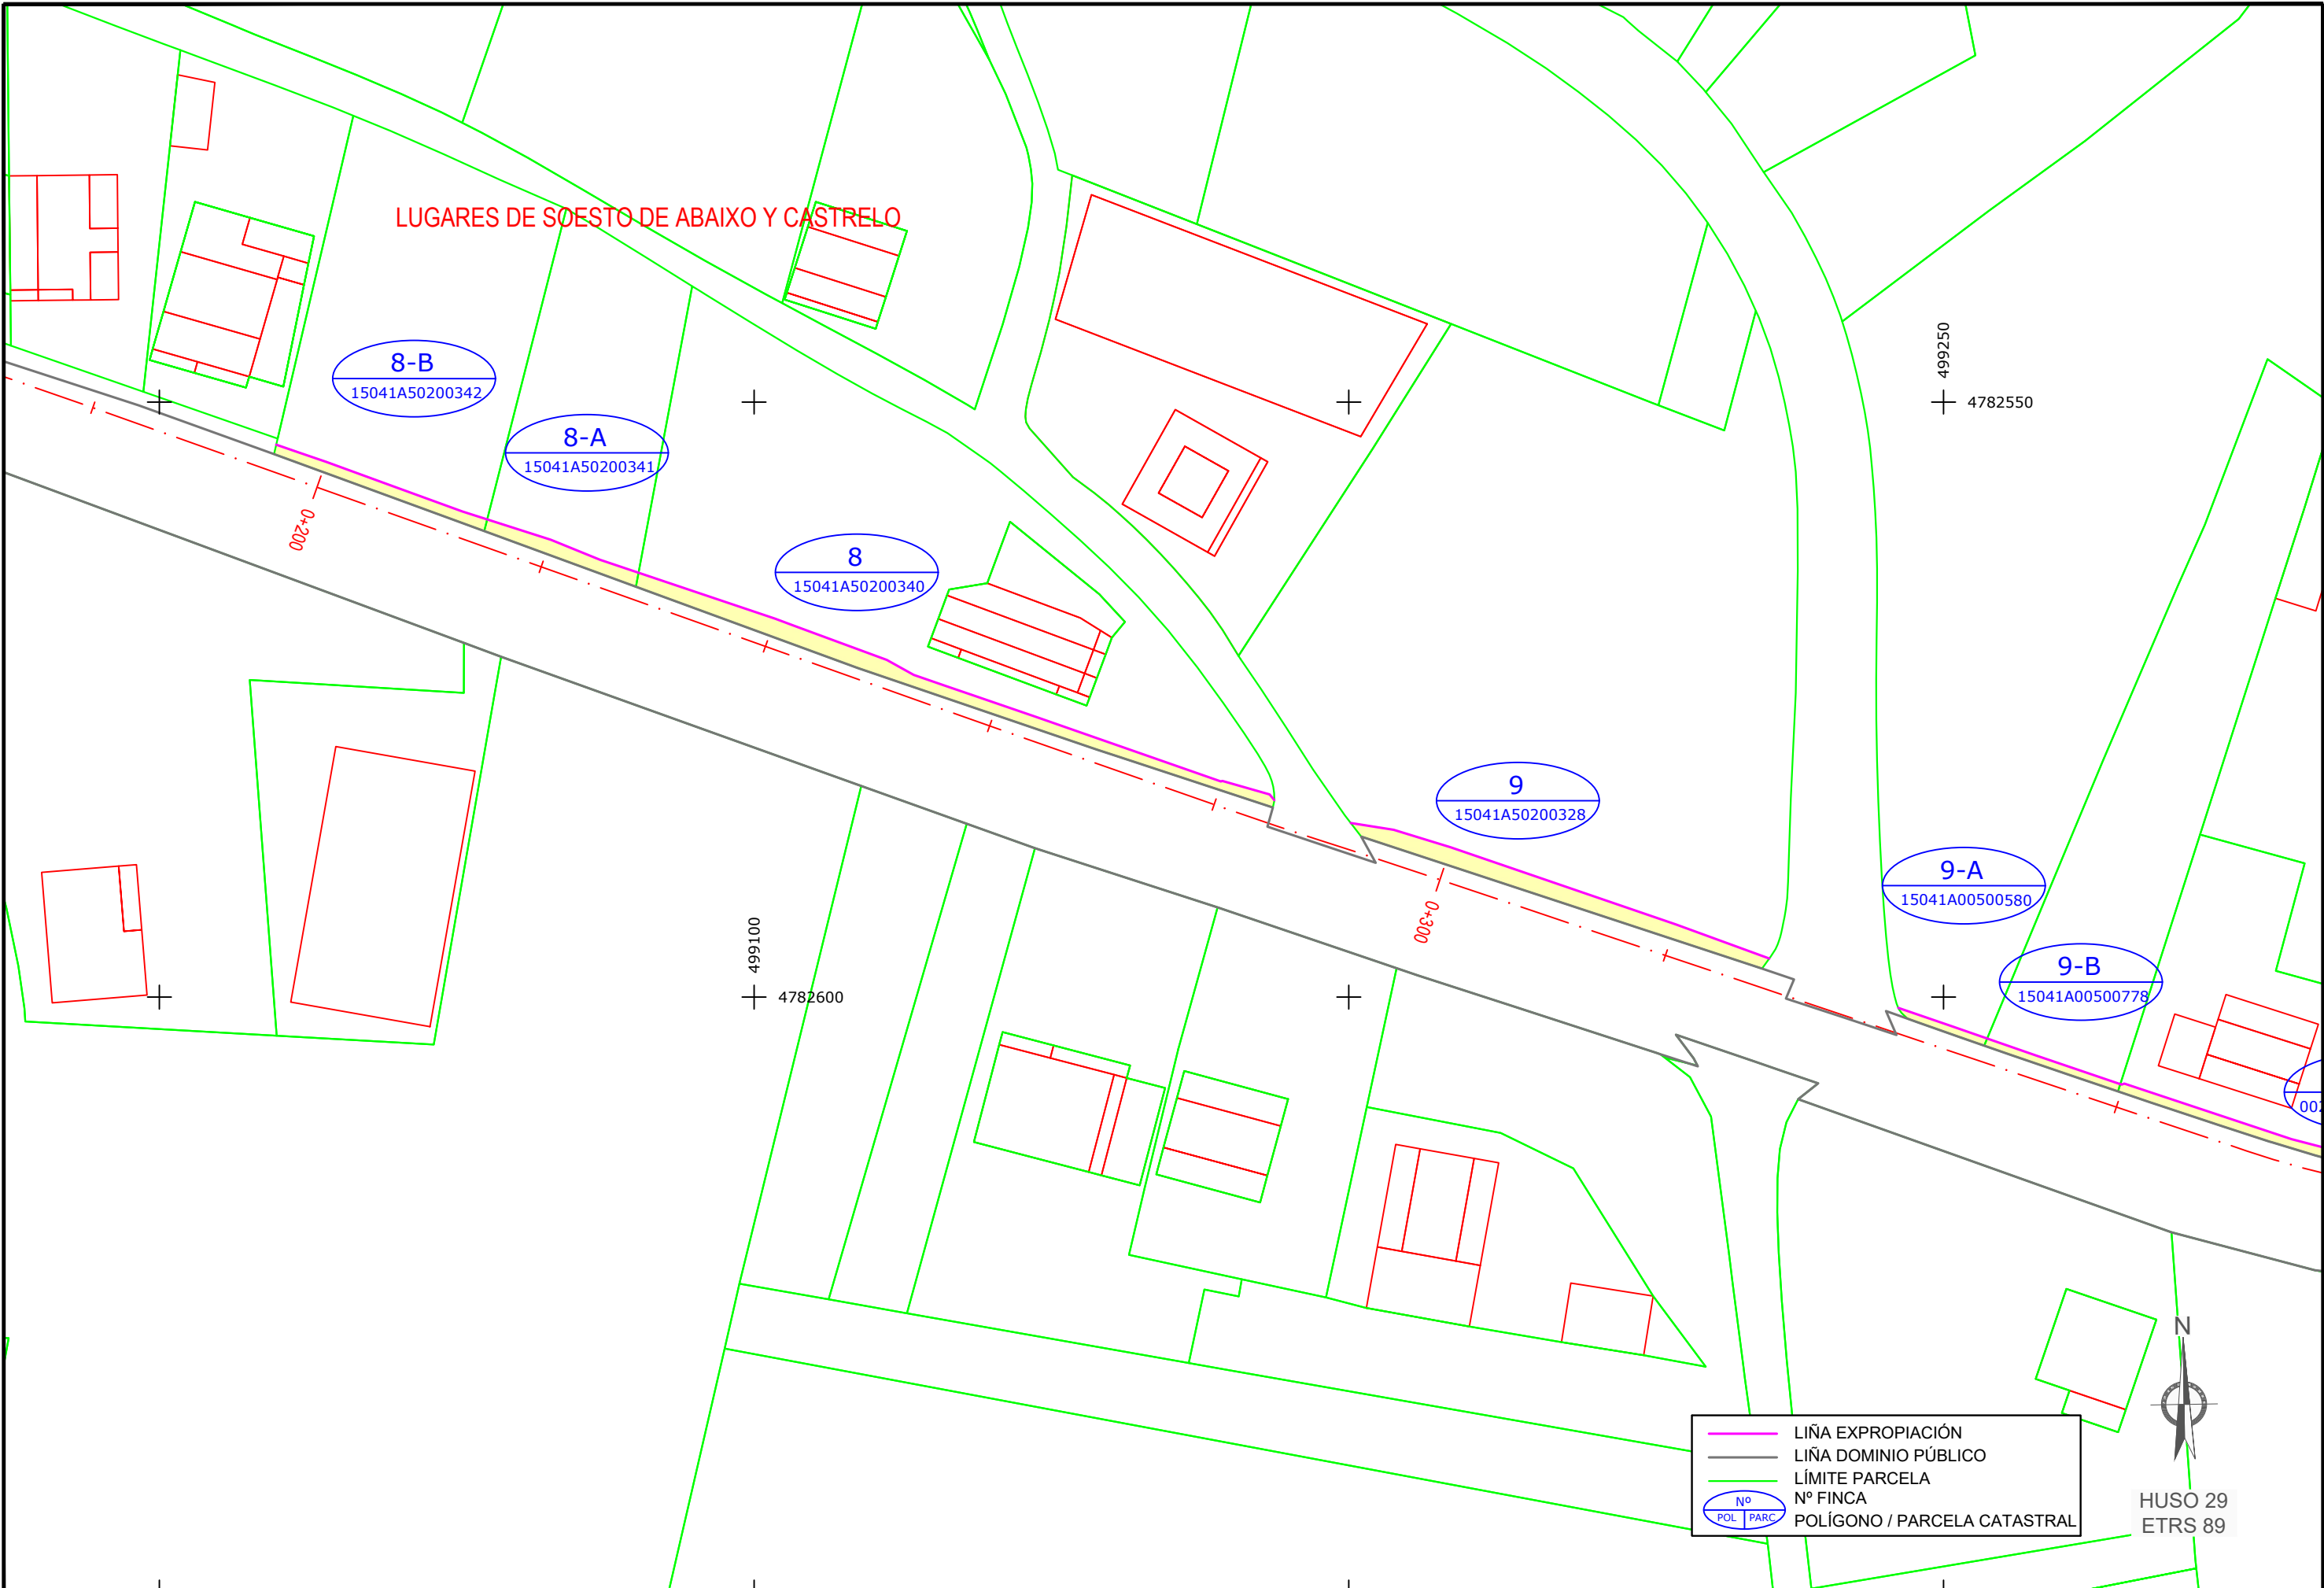 LUGARES DE SOESTO DE ABAIXO Y CASTRELO
8-B
15041A50200342
8-A
15041A50200341
499250
4782550
0+200
8
15041A50200340
9
15041A50200328
9-A
15041A00500580
0+300
499100
4782600
9-B
15041A00500778
002
N
LIÑA EXPROPIACIÓN
LIÑA DOMINIO PÚBLICO
LÍMITE PARCELA
Nº
POL PARC
Nº FINCA
POLÍGONO / PARCELA CATASTRAL
HUSO 29
ETRS 89